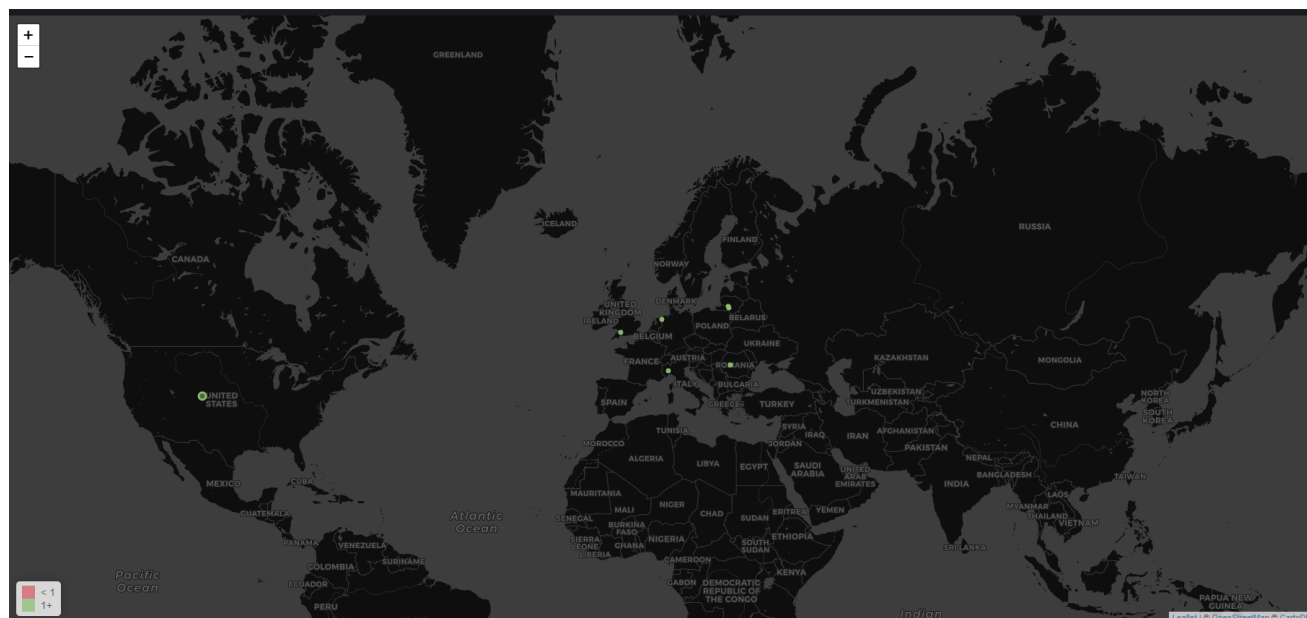 +
−
GREENLAND
ICELAND
RUSSIA
FINLAND
CANADA
NORWAY
UNITED
KINGDOM
DENMARK
IRELAND
BELARUS
POLAND
BELGIUM
UKRAINE
FRANCE
AUSTRIA
ROMANIA
KAZAKHSTAN
MONGOLIA
ITALY
BULGARIA
UNITED
STATES
SPAIN
GREECE
TURKEY
UZBEKISTAN
TURKMENISTAN
NORTH
KOREA
SOUTH
KOREA
CHINA
TUNISIA
SYRIA
IRAQ
IRAN
AFGHANISTAN
MOROCCO
JORDAN
PAKISTAN
ALGERIA
LIBYA
EGYPT
SAUDI
ARABIA
UNITED
ARAB
EMIRATES
NEPAL
BANGLADESH
TAIWAN
MEXICO
CUBA
INDIA
MAURITANIA
MALI
NIGER
CHAD
SUDAN
ERITREA
YEMEN
LAOS
MYANMAR
THAILAND
VIETNAM
GUATEMALA
Atlantic
Ocean
SENEGAL
BURKINA
FASO
NIGERIA
SIERRA
LEONE
GHANA
LIBERIA
SOUTH
SUDAN
ETHIOPIA
SRI LANKA
PANAMA
VENEZUELA
COLOMBIA
SURINAME
CAMEROON
KENYA
Pacific
Ocean
ECUADOR
GABON
DEMOCRATIC
REPUBLIC OF
THE CONGO
PERU
PAPUA NEW
GUINEA
Indian
< 1
1+
Leaflet | © OpenStreetMap ©